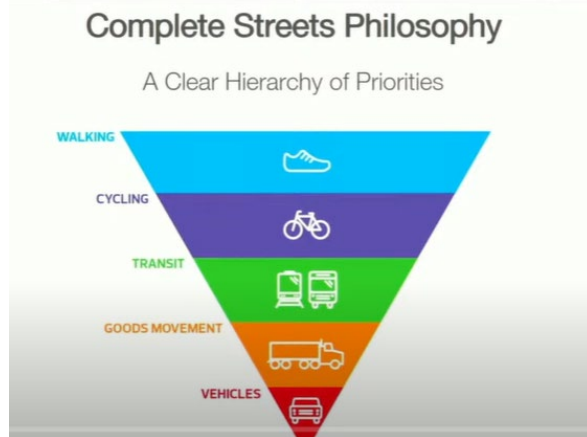 Complete Streets Philosophy
A Clear Hierarchy of Priorities
WALKING
CYCLING
TRANSIT
GOODS MOVEMENT
VEHICLES